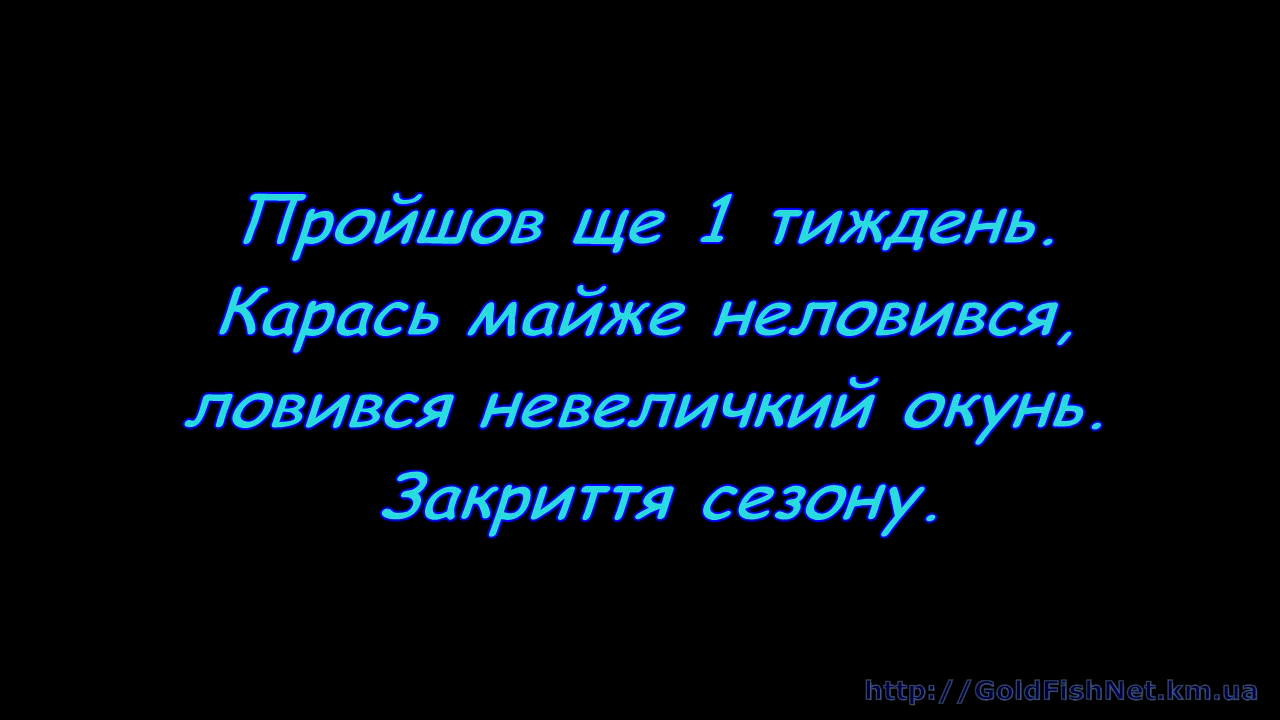 Пройшов ще 1 тиждень.
Карась майже неловився,
ловився невеличкий окунь.
Закриття сезону.
http://GoldFishNet.km.ua